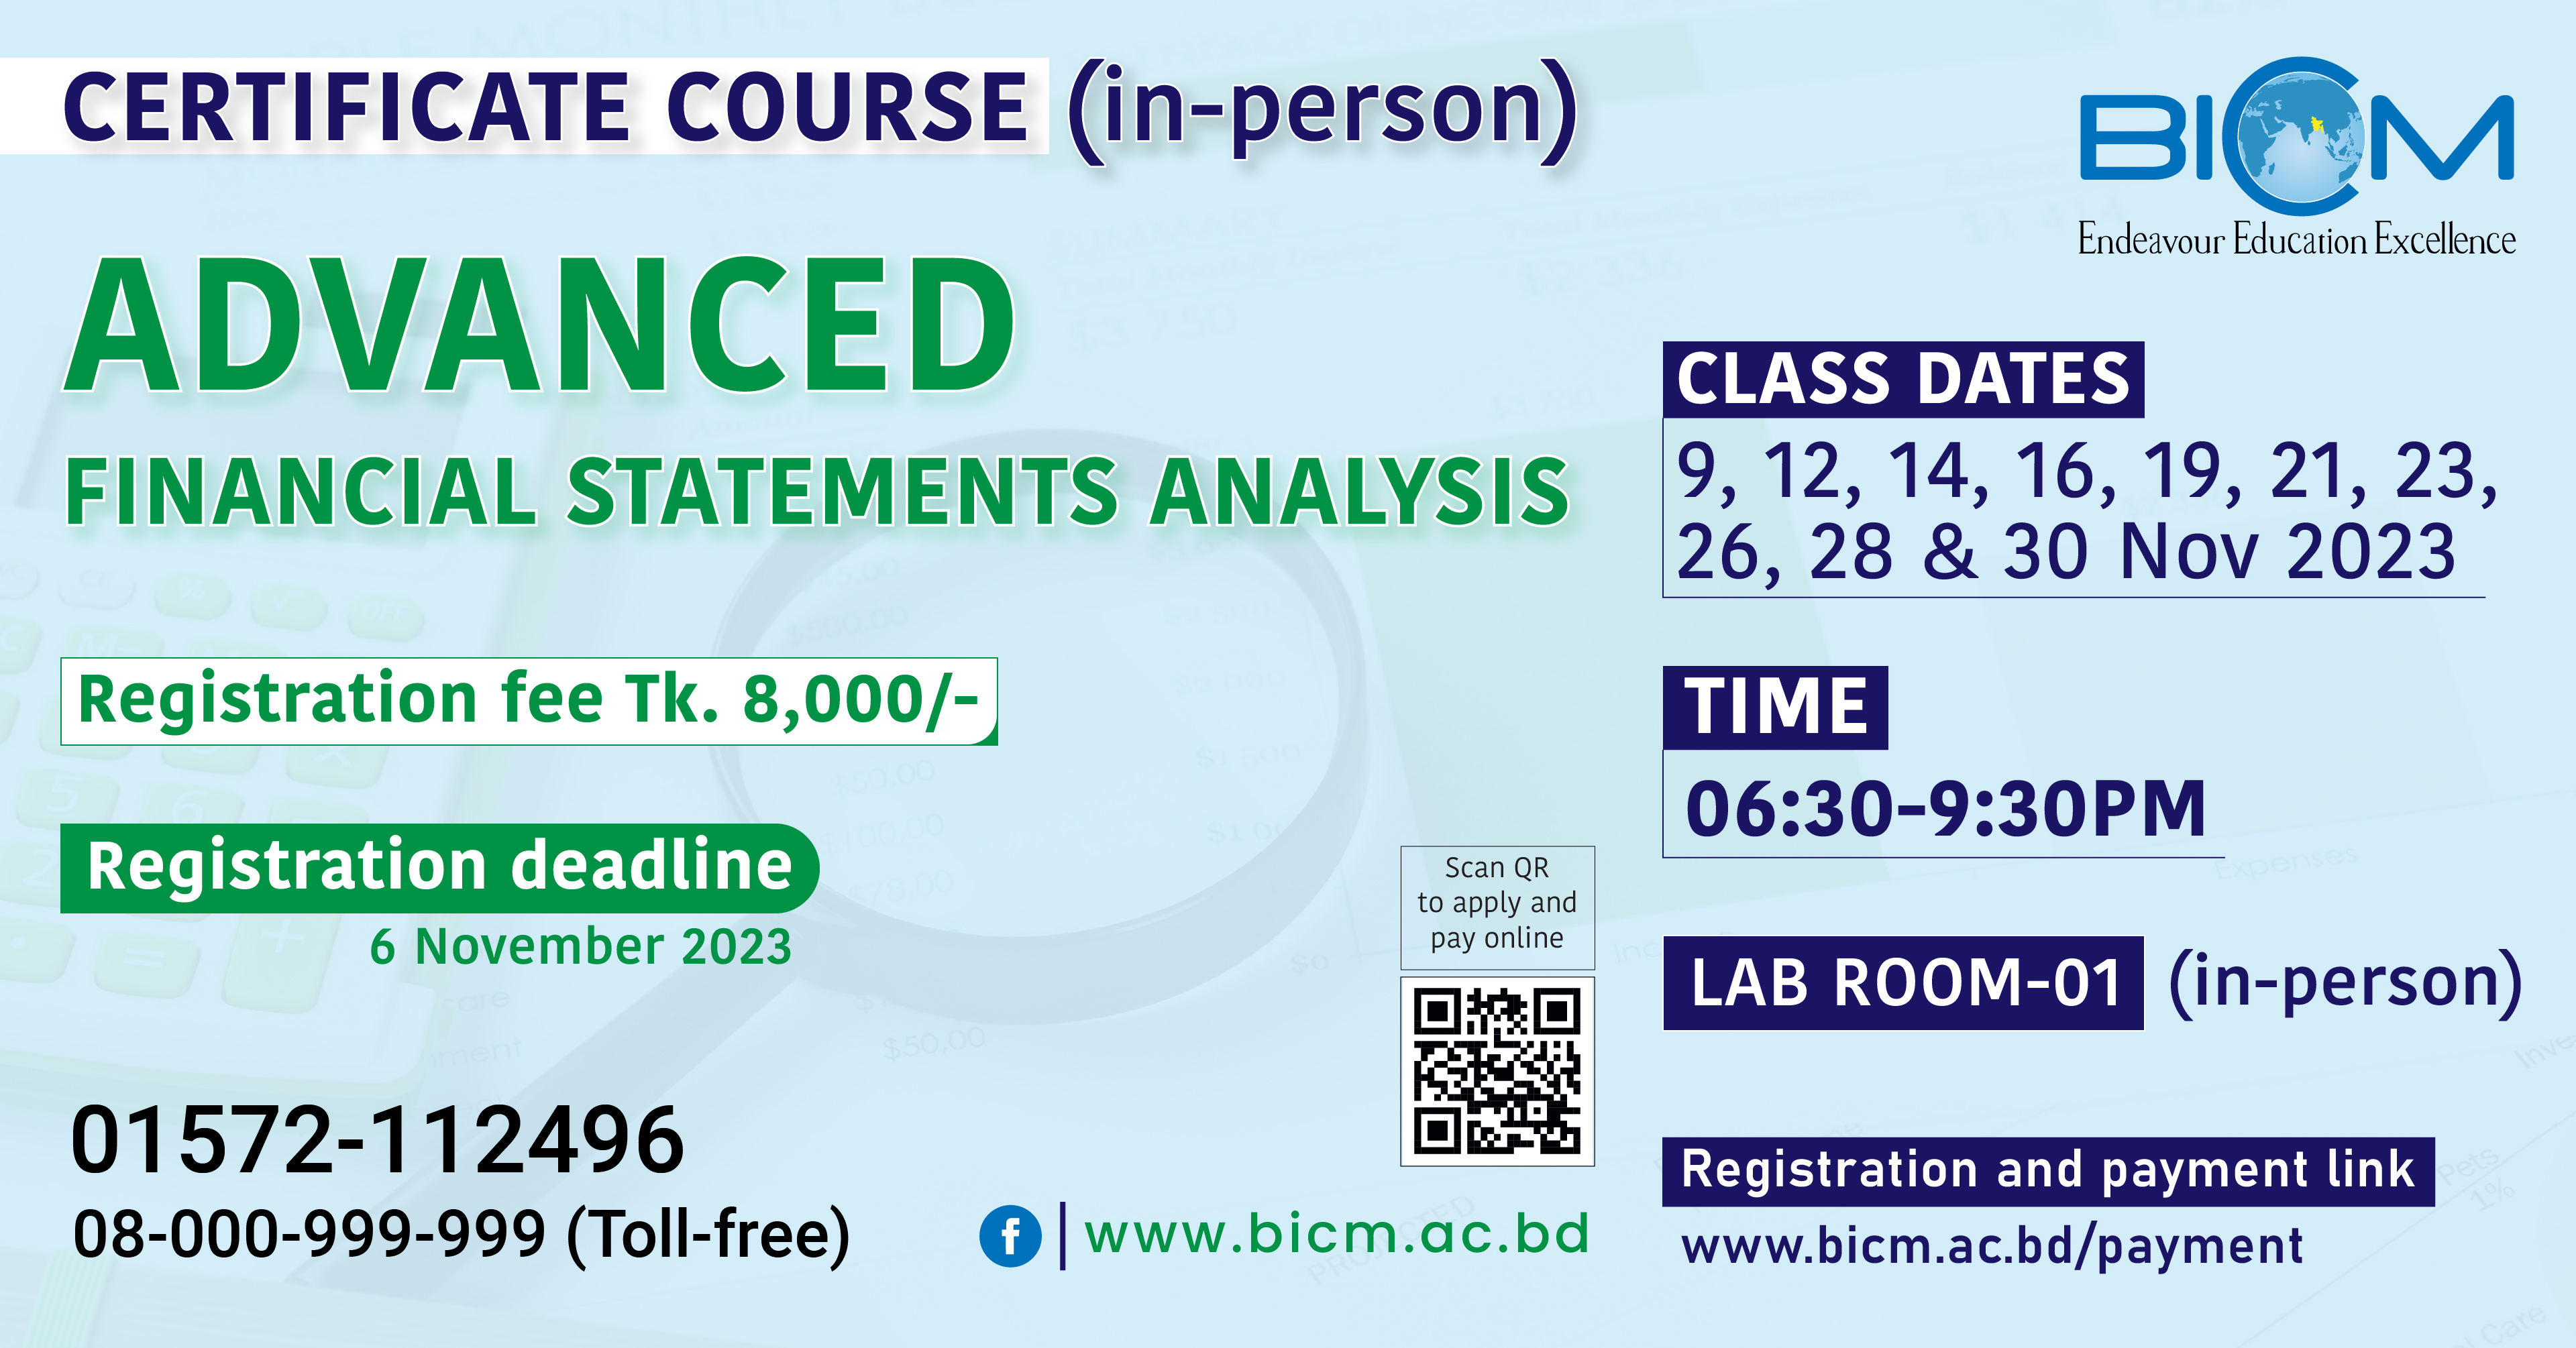 CERTIFICATE COURSE (in-person)
BICM
Endeavour Education Excellence
ADVANCED
FINANCIAL STATEMENTS ANALYSIS
Registration fee Tk. 8,000/-
Registration deadline
6 November 2023
01572-112496
08-000-999-999 (Toll-free)
Scan QR
to apply and
pay online
f | www.bicm.ac.bd
CLASS DATES
9, 12, 14, 16, 19, 21, 23,
26, 28 & 30 Nov 2023
TIME
06:30-9:30PM
LAB ROOM-01 (in-person)
Registration and payment link
www.bicm.ac.bd/payment